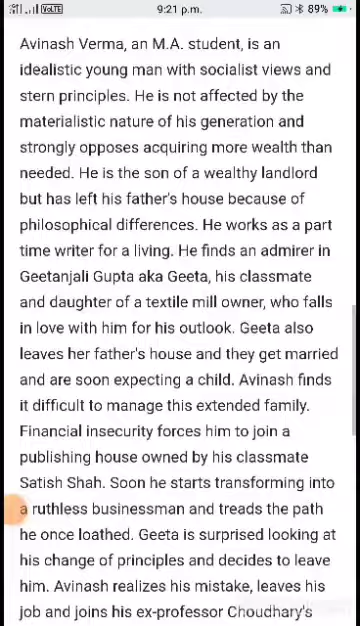 VoLTE 9:21 p.m. 89%
Avinash Verma, an M.A. student, is an
idealistic young man with socialist views and
stern principles. He is not affected by the
materialistic nature of his generation and
strongly opposes acquiring more wealth than
needed. He is the son of a wealthy landlord
but has left his father's house because of
philosophical differences. He works as a part
time writer for a living. He finds an admirer in
Geetanjali Gupta aka Geeta, his classmate
and daughter of a textile mill owner, who falls
in love with him for his outlook. Geeta also
leaves her father's house and they get married
and are soon expecting a child. Avinash finds
it difficult to manage this extended family.
Financial insecurity forces him to join a
publishing house owned by his classmate
Satish Shah. Soon he starts transforming into
a ruthless businessman and treads the path
he once loathed. Geeta is surprised looking at
his change of principles and decides to leave
him. Avinash realizes his mistake, leaves his
job and joins his ex-professor Choudhary's